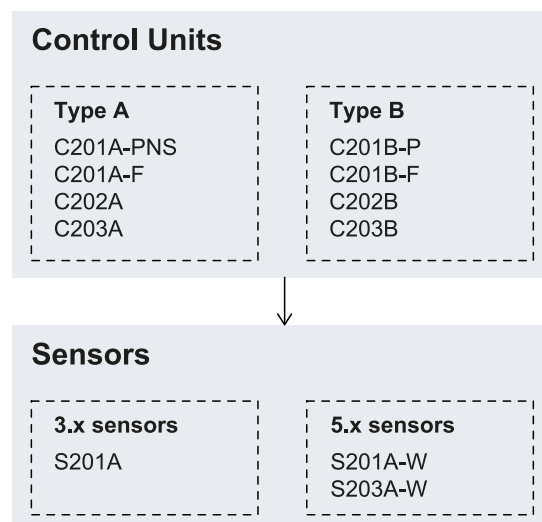 Control Units
Type A
C201A-PNS
C201A-F
C202A
C203A
Type B
C201B-P
C201B-F
C202B
C203B
Sensors
3.x sensors
S201A
5.x sensors
S201A-W
S203A-W